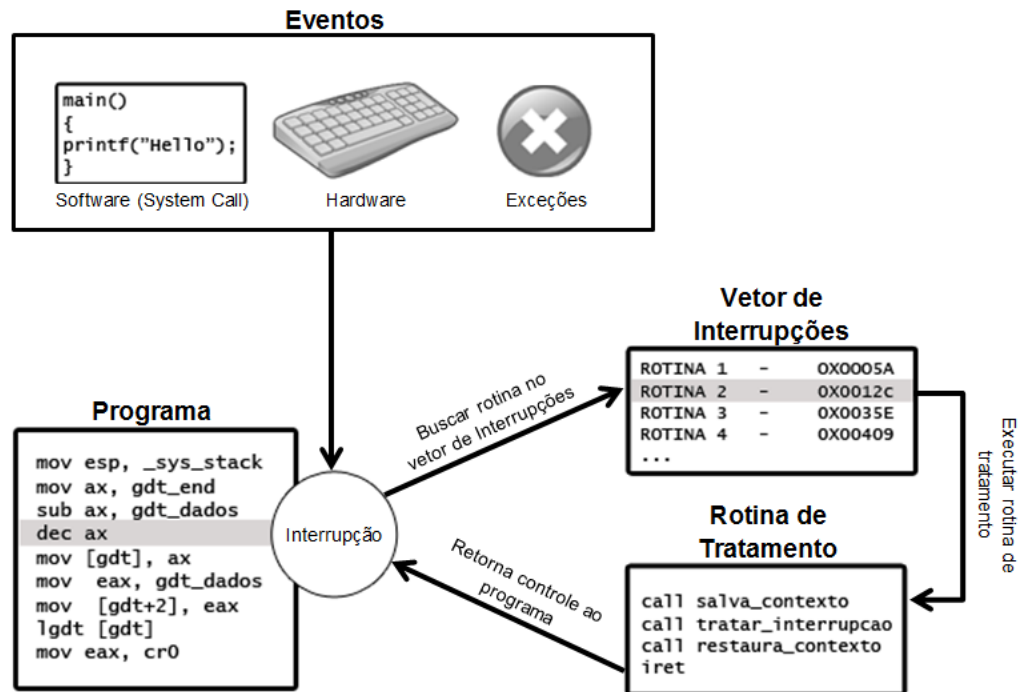 Eventos
main()
{
printf("Hello");
}
Software (System Call)
Hardware
Exceções
Vetor de
Interrupções
ROTINA 1 - 0X0005A
ROTINA 2 - 0X0012c
ROTINA 3 - 0X0035E
ROTINA 4 - 0X00409
...
Buscar rotina no
vetor de Interrupções
Executar rotina de
tratamento
Programa
mov esp, _sys_stack
mov ax, gdt_end
sub ax, gdt_dados
dec ax
mov [gdt], ax
mov eax, gdt_dados
mov [gdt+2], eax
lgdt [gdt]
mov eax, cr0
Interrupção
Retorna controle ao
programa
Rotina de
Tratamento
call salva_contexto
call tratar_interrupcao
call restaura_contexto
iret